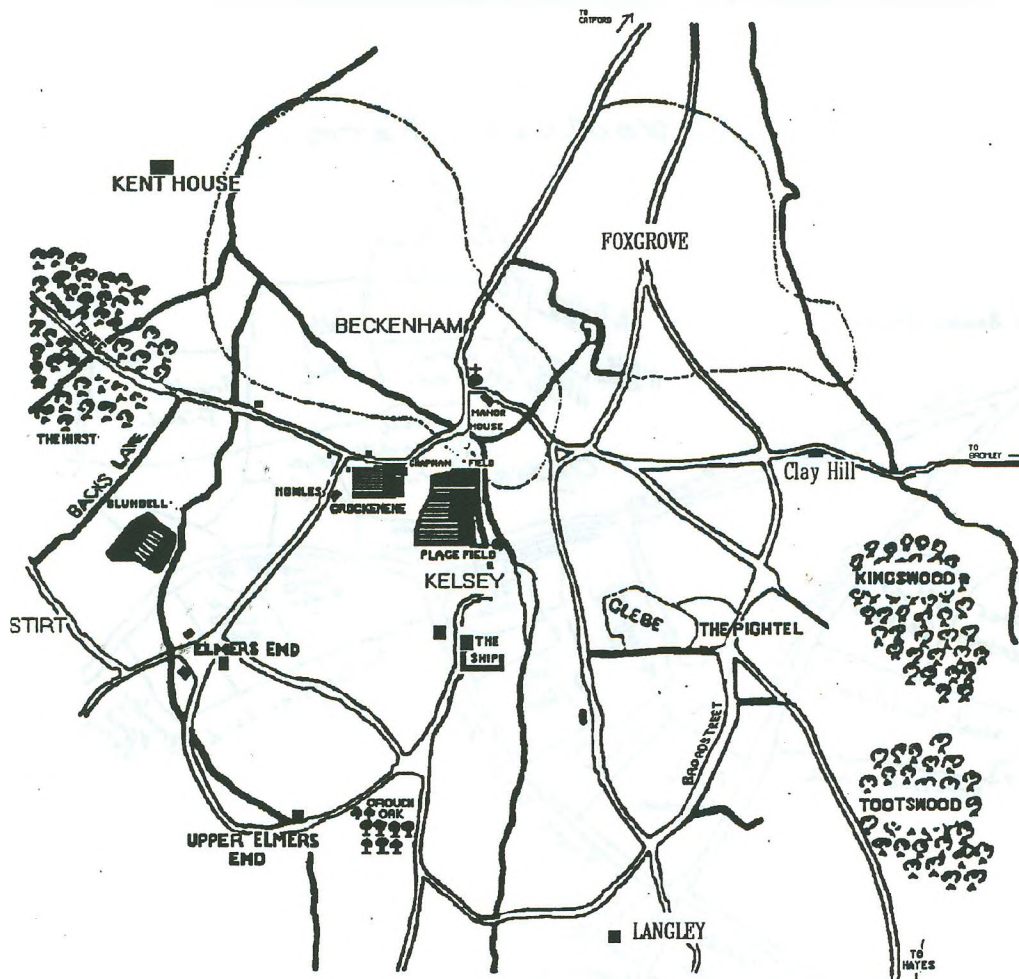 TO
CATFORD
KENT HOUSE
FOXGROVE
BECKENHAM
THE HIRST
MANOR
HOUSE
CHAPMAN FIELD
TO
BROMLEY
Clay Hill
BACKS LANE
CROCKENENE
BLUNDELL
PLACE FIELD
KELSEY
KINGSWOOD
STIRT
GLEBE
THE PIGHTEL
ELMERS END
THE
SHIP
BROADSTREET
TOOTSWOOD
CROUCH
OAK
UPPER ELMERS
END
LANGLEY
TO
HAYES